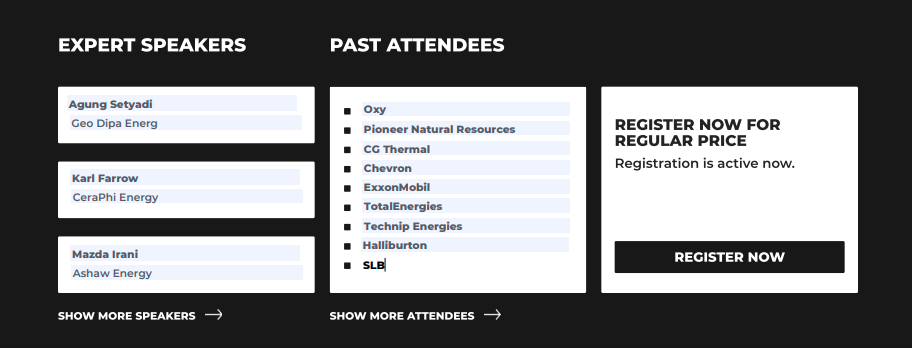 EXPERT SPEAKERS
Agung Setyadi
Geo Dipa Energ
Karl Farrow
CeraPhi Energy
Mazda Irani
Ashaw Energy
SHOW MORE SPEAKERS
PAST ATTENDEES
Oxy
Pioneer Natural Resources
CG Thermal
Chevron
ExxonMobil
TotalEnergies
Technip Energies
Halliburton
SLB
SHOW MORE ATTENDEES
REGISTER NOW FOR
REGULAR PRICE
Registration is active now.
REGISTER NOW